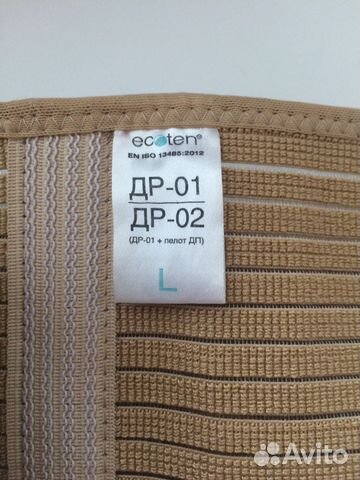 ecoten®
EN ISO 13485:2012
ДР-01
ДР-02
(ДР-01 + пелот ДП)
L
Avito